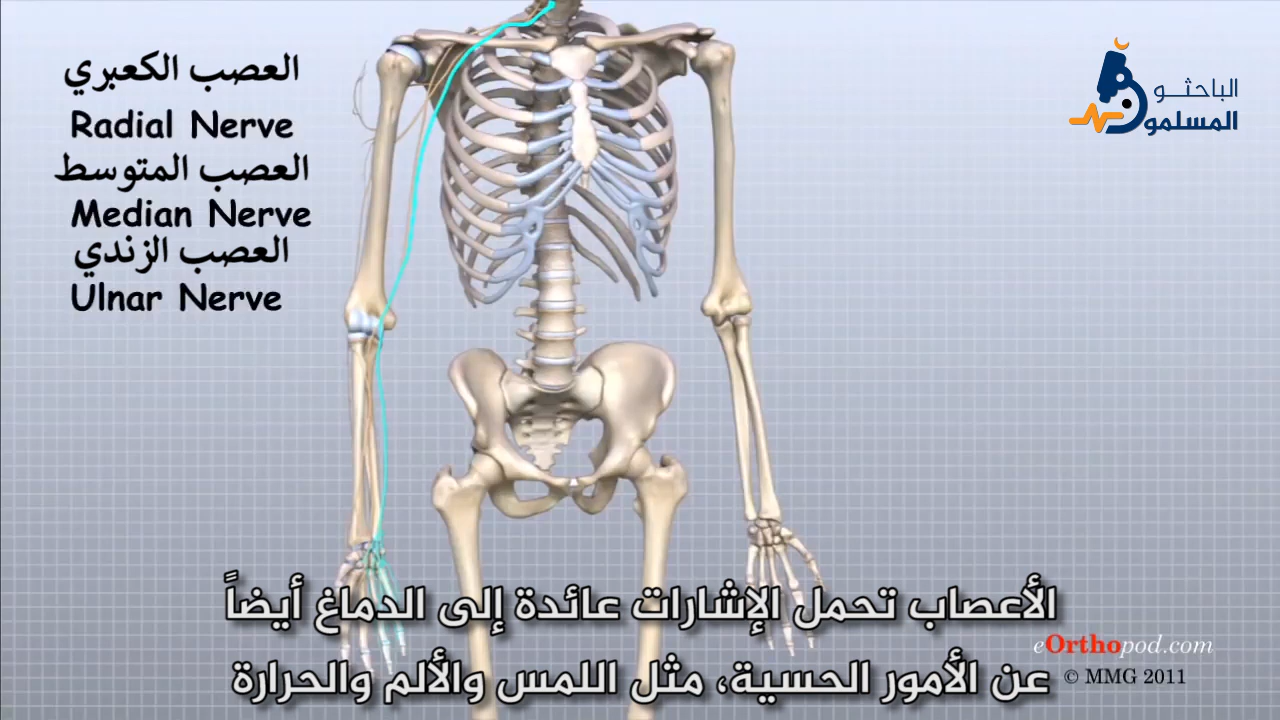 العصب الكعبري
Radial Nerve
العصب المتوسط
Median Nerve
العصب الزندي
Ulnar Nerve
الباحثو
المسلمو
الأعصاب تحمل الإشارات عائدة إلى الدماغ أيضاً
عن الأمور الحسية، مثل اللمس والألم والحرارة
eOrthopod.com
© MMG 2011